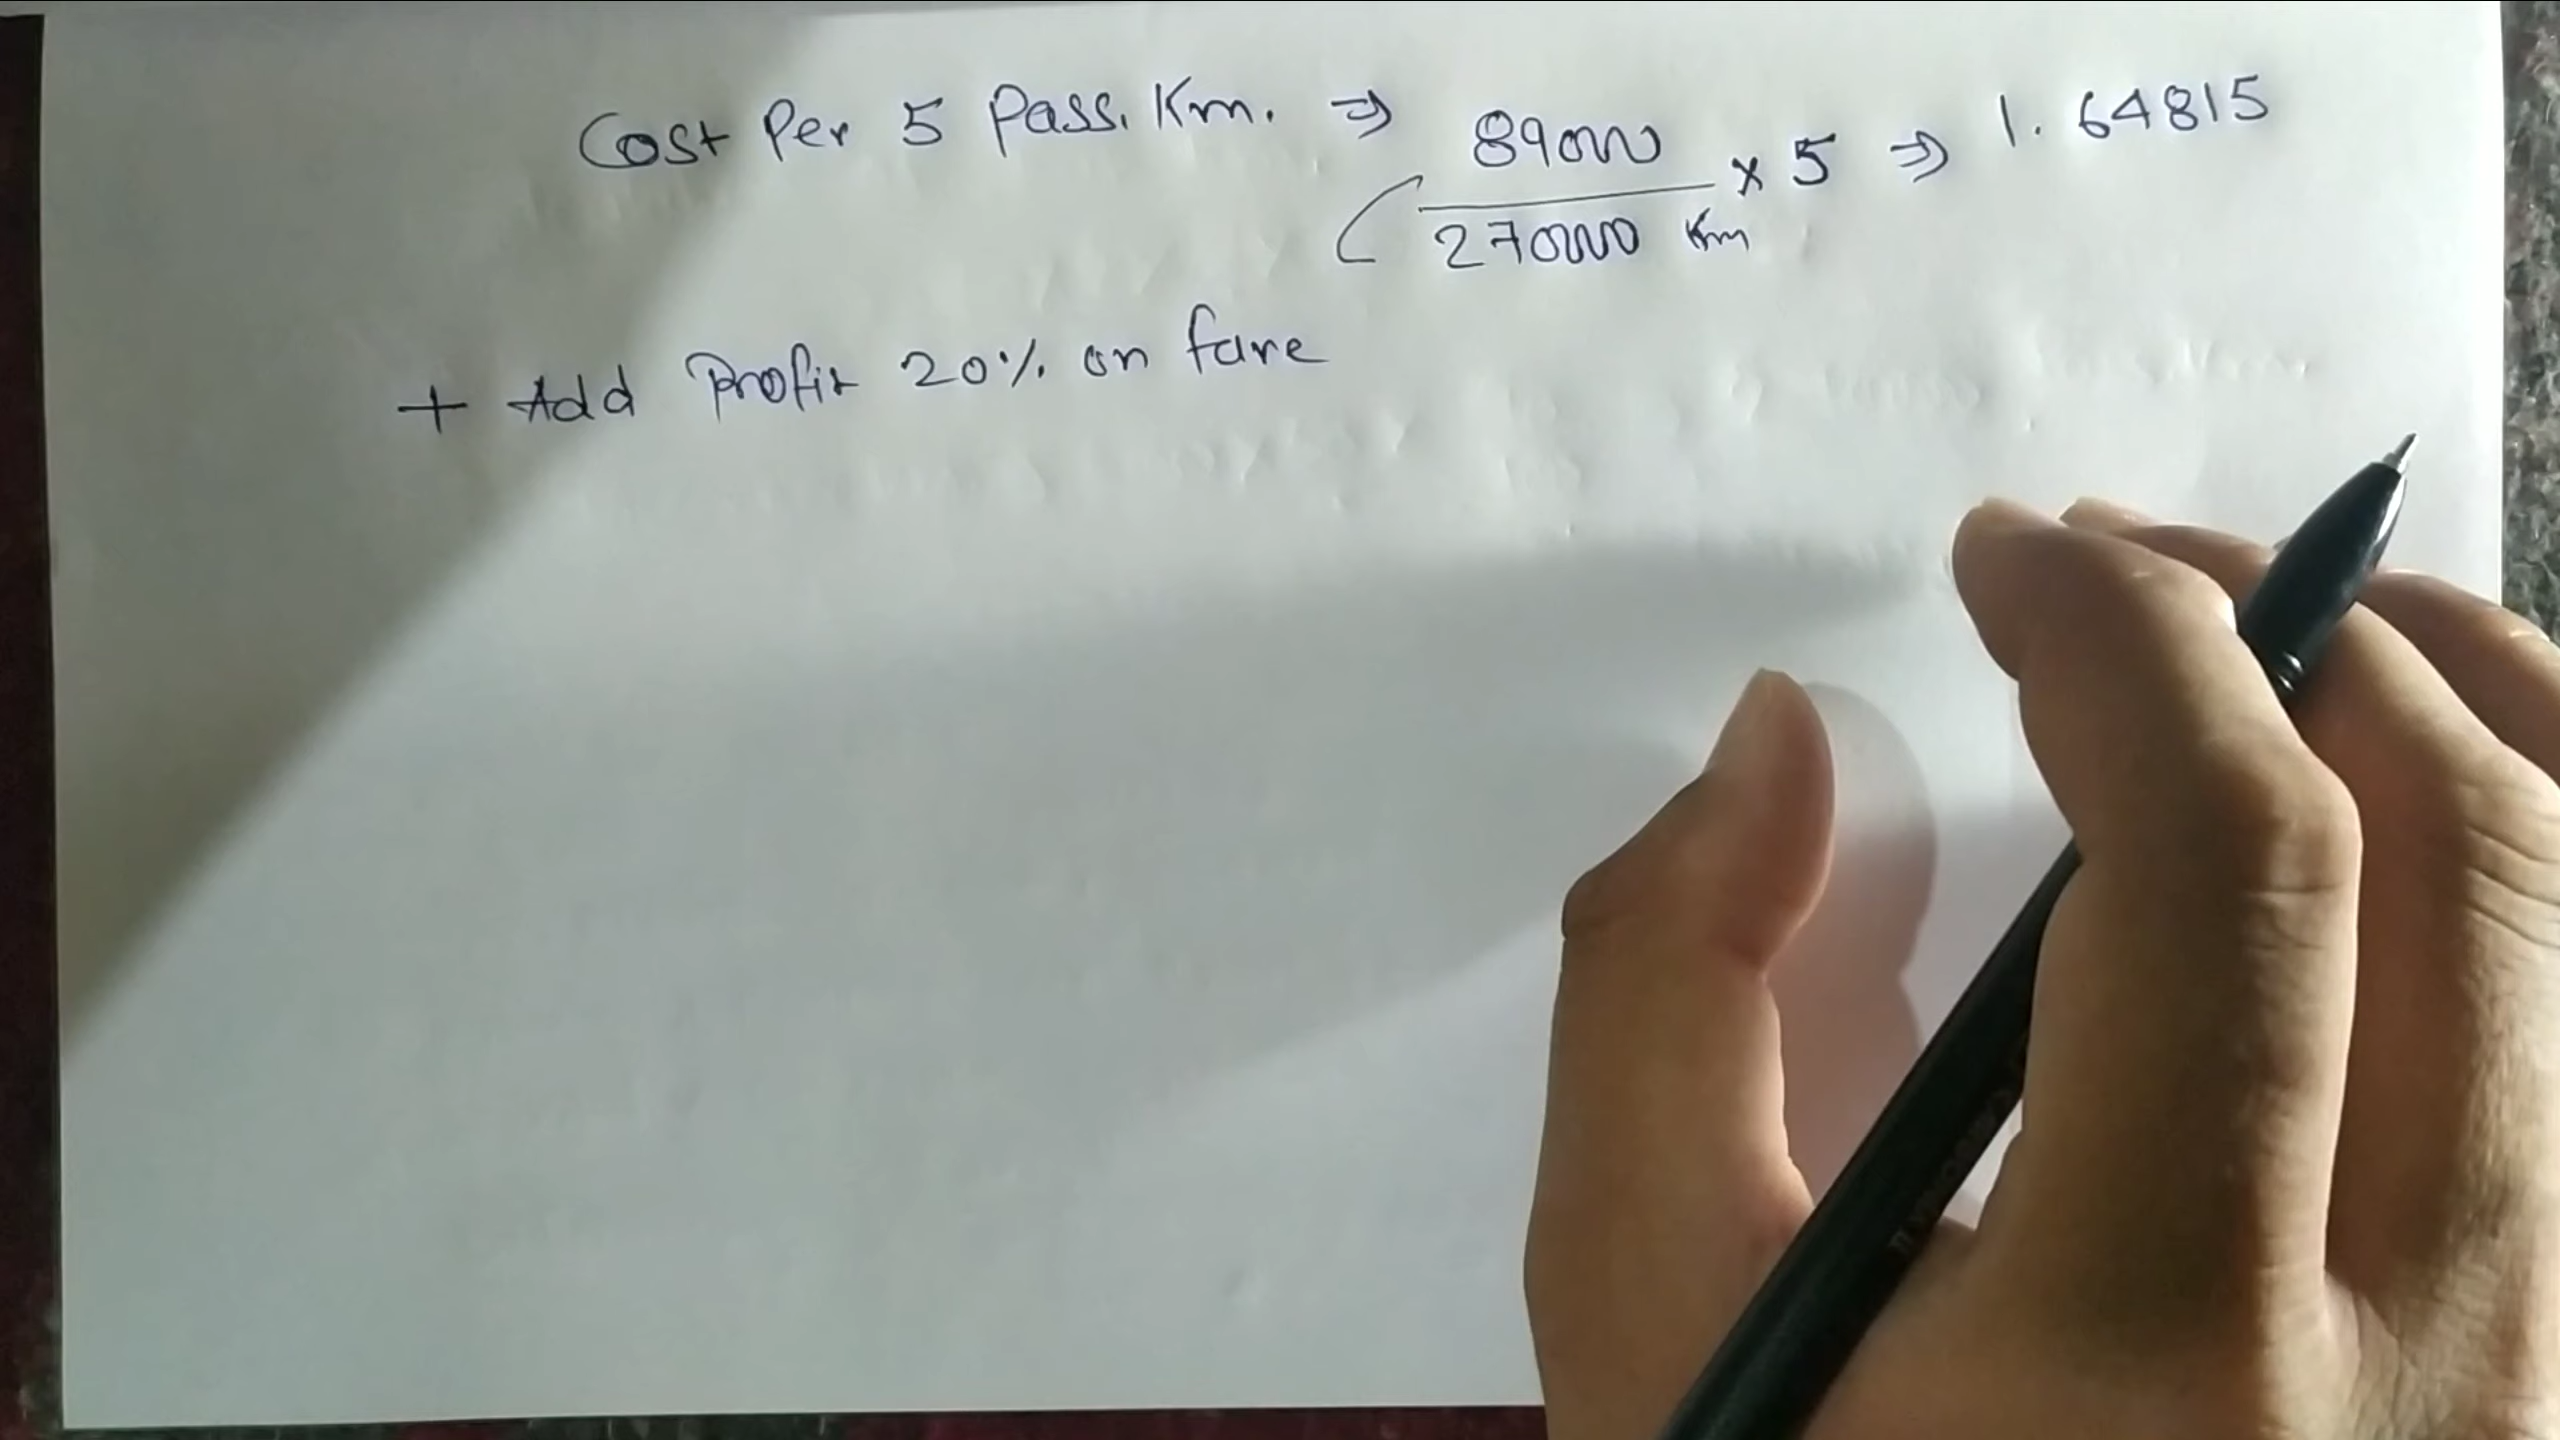 Cost Per 5 Pass. Km. ⇒ 89000 / 270000 Km × 5 ⇒ 1.64815
+ Add Profit 20% on fare